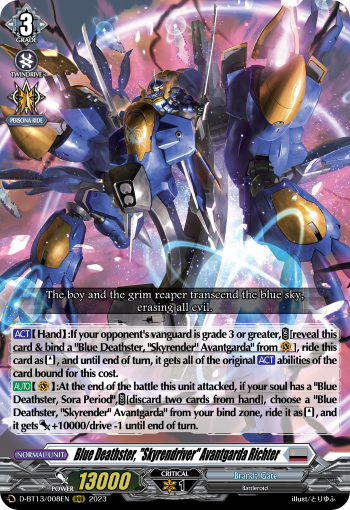 3
GRADE
TWINDRIVE
PERSONA RIDE
The boy and the grim reaper transcend the blue sky,
erasing all evil.
ACT【Hand】:If your opponent's vanguard is grade 3 or greater, [reveal this
card & bind a "Blue Deathster, "Skyrender" Avantgarda" from ], ride this
card as [ ], and until end of turn, it gets all of the original ACT abilities of the
card bound for this cost.
AUTO【 】:At the end of the battle this unit attacked, if your soul has a "Blue
Deathster, Sora Period", [discard two cards from hand], choose a "Blue
Deathster, "Skyrender" Avantgarda" from your bind zone, ride it as [ ], and
it gets +10000/drive -1 until end of turn.
NORMAL UNIT
Blue Deathster, "Skyrendriver" Avantgarda Richter
POWER 13000
CRITICAL
1
Brandt Gate
Battleroid
D-BT13/008EN RRR 2023
illust/とりゆふ